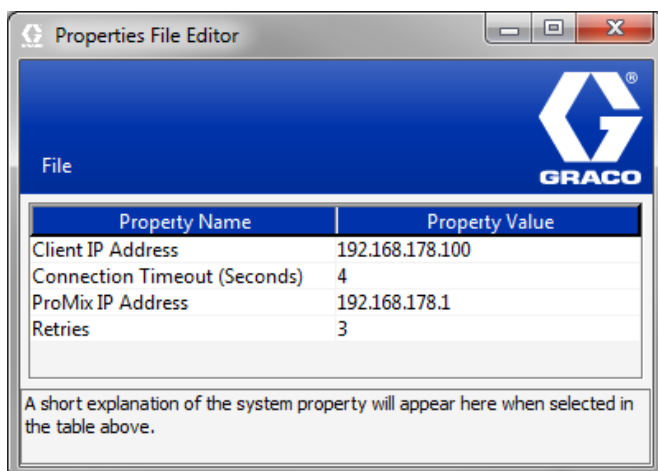 Properties File Editor
®
File
GRACO
Property Name Property Value
Client IP Address 192.168.178.100
Connection Timeout (Seconds) 4
ProMix IP Address 192.168.178.1
Retries 3
A short explanation of the system property will appear here when selected in
the table above.